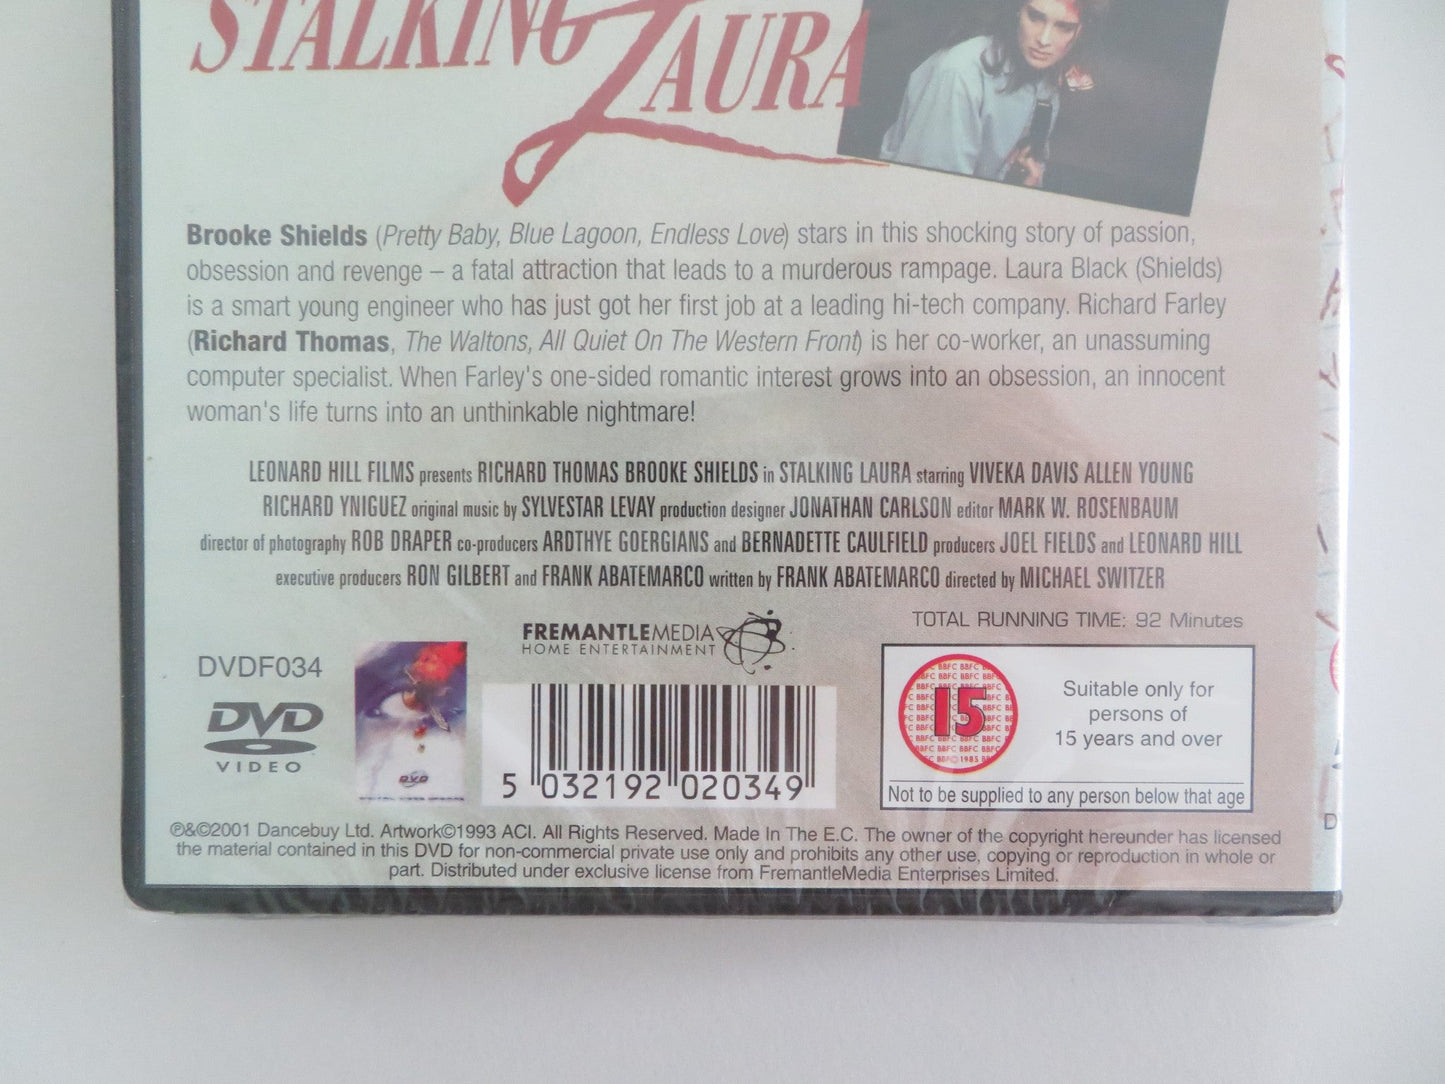 STALKING LAURA
Brooke Shields (Pretty Baby, Blue Lagoon, Endless Love) stars in this shocking story of passion,
obsession and revenge – a fatal attraction that leads to a murderous rampage. Laura Black (Shields)
is a smart young engineer who has just got her first job at a leading hi-tech company. Richard Farley
(Richard Thomas, The Waltons, All Quiet On The Western Front) is her co-worker, an unassuming
computer specialist. When Farley's one-sided romantic interest grows into an obsession, an innocent
woman's life turns into an unthinkable nightmare!
LEONARD HILL FILMS presents RICHARD THOMAS BROOKE SHIELDS in STALKING LAURA starring VIVEKA DAVIS ALLEN YOUNG
RICHARD YNIGUEZ original music by SYLVESTAR LEVAY production designer JONATHAN CARLSON editor MARK W. ROSENBAUM
director of photography ROB DRAPER co-producers ARDTHYE GOERGIANS and BERNADETTE CAULFIELD producers JOEL FIELDS and LEONARD HILL
executive producers RON GILBERT and FRANK ABATEMARCO written by FRANK ABATEMARCO directed by MICHAEL SWITZER
TOTAL RUNNING TIME: 92 Minutes
FREMANTLEMEDIA
HOME ENTERTAINMENT
DVDF034
DVD
VIDEO
DVD
5 032192 020349
15
BBFC © 1985
Suitable only for
persons of
15 years and over
Not to be supplied to any person below that age
℗&©2001 Dancebuy Ltd. Artwork©1993 ACI. All Rights Reserved. Made In The E.C. The owner of the copyright hereunder has licensed
the material contained in this DVD for non-commercial private use only and prohibits any other use, copying or reproduction in whole or
part. Distributed under exclusive license from FremantleMedia Enterprises Limited.